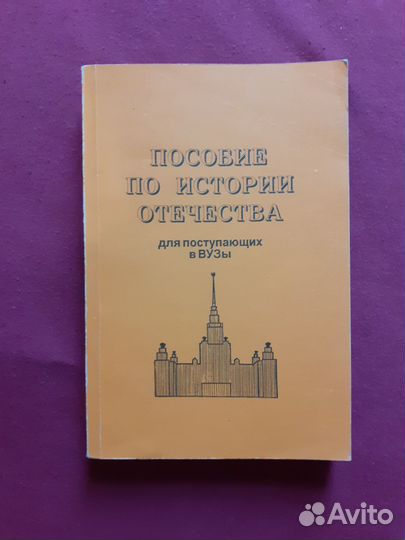 ПОСОБИЕ
ПО ИСТОРИИ
ОТЕЧЕСТВА
для поступающих
в ВУЗы
Avito